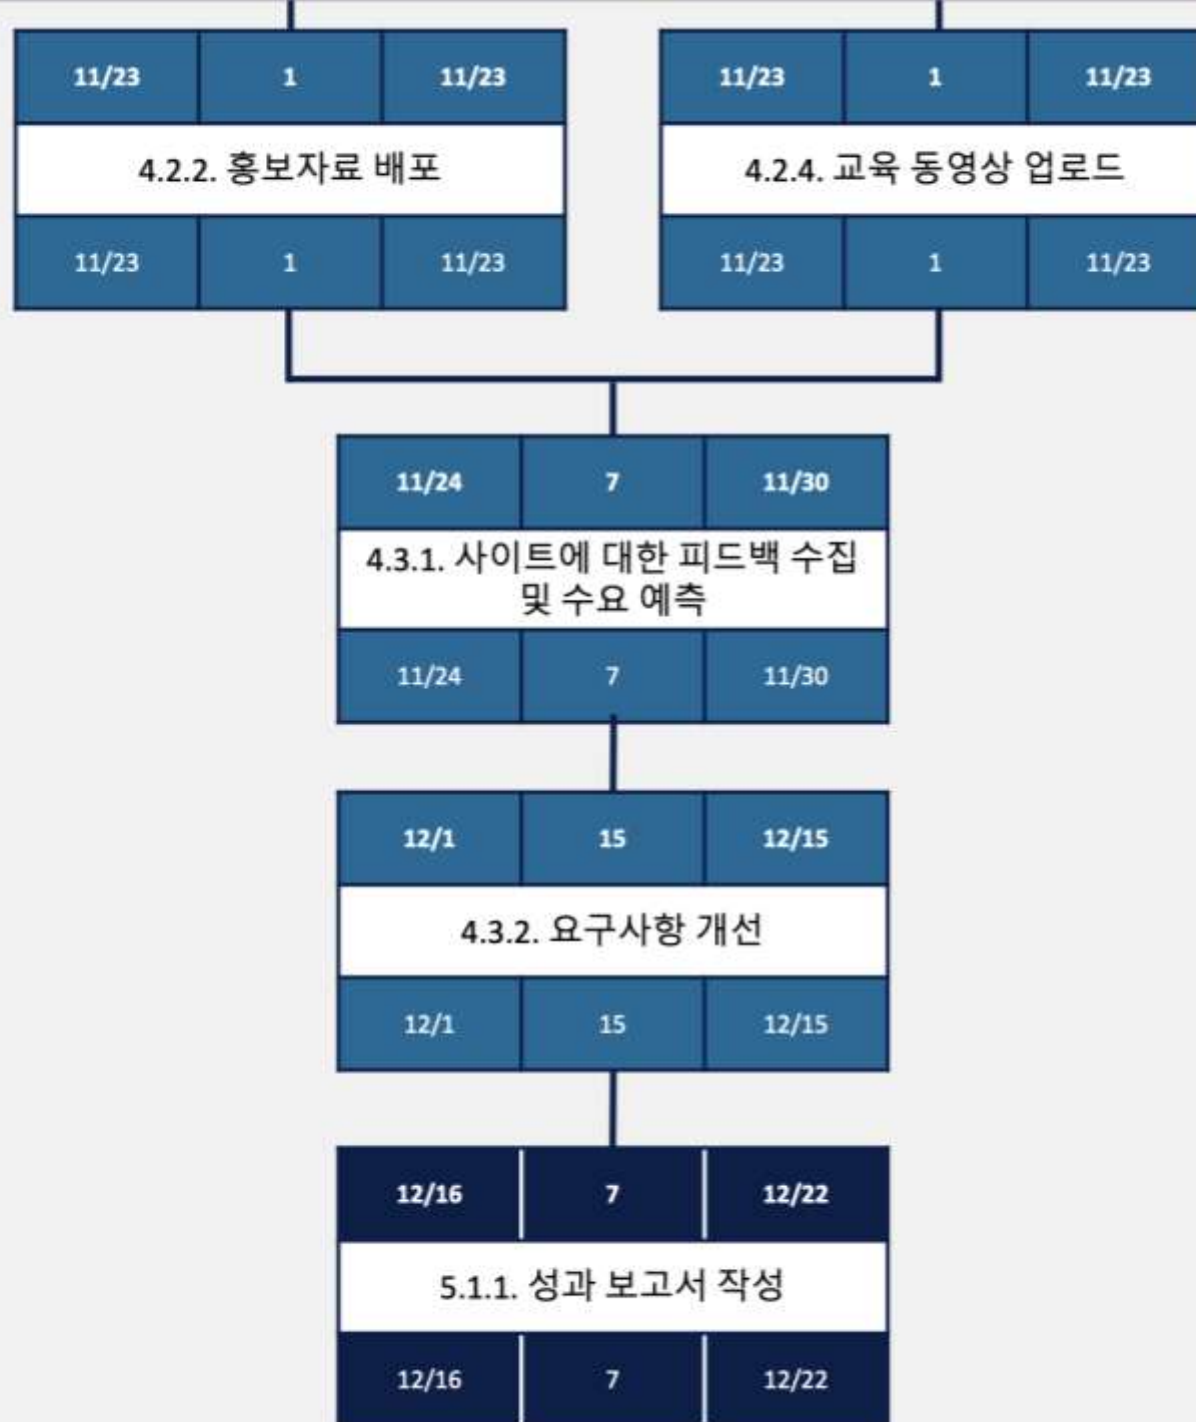 11/23 1 11/23
4.2.2. 홍보자료 배포
11/23 1 11/23
11/23 1 11/23
4.2.4. 교육 동영상 업로드
11/23 1 11/23
11/24 7 11/30
4.3.1. 사이트에 대한 피드백 수집
및 수요 예측
11/24 7 11/30
12/1 15 12/15
4.3.2. 요구사항 개선
12/1 15 12/15
12/16 7 12/22
5.1.1. 성과 보고서 작성
12/16 7 12/22